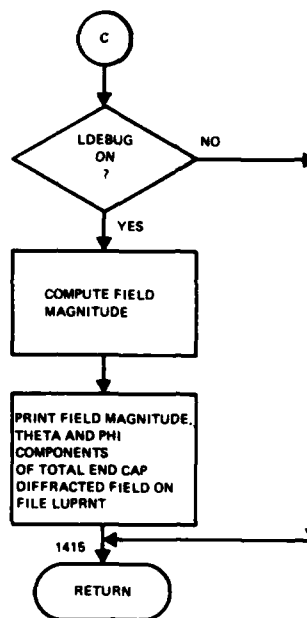 C
LDEBUG
ON
?
NO
YES
COMPUTE FIELD
MAGNITUDE
PRINT FIELD MAGNITUDE,
THETA AND PHI
COMPONENTS
OF TOTAL END CAP
DIFFRACTED FIELD ON
FILE LUPRNT
1415
RETURN